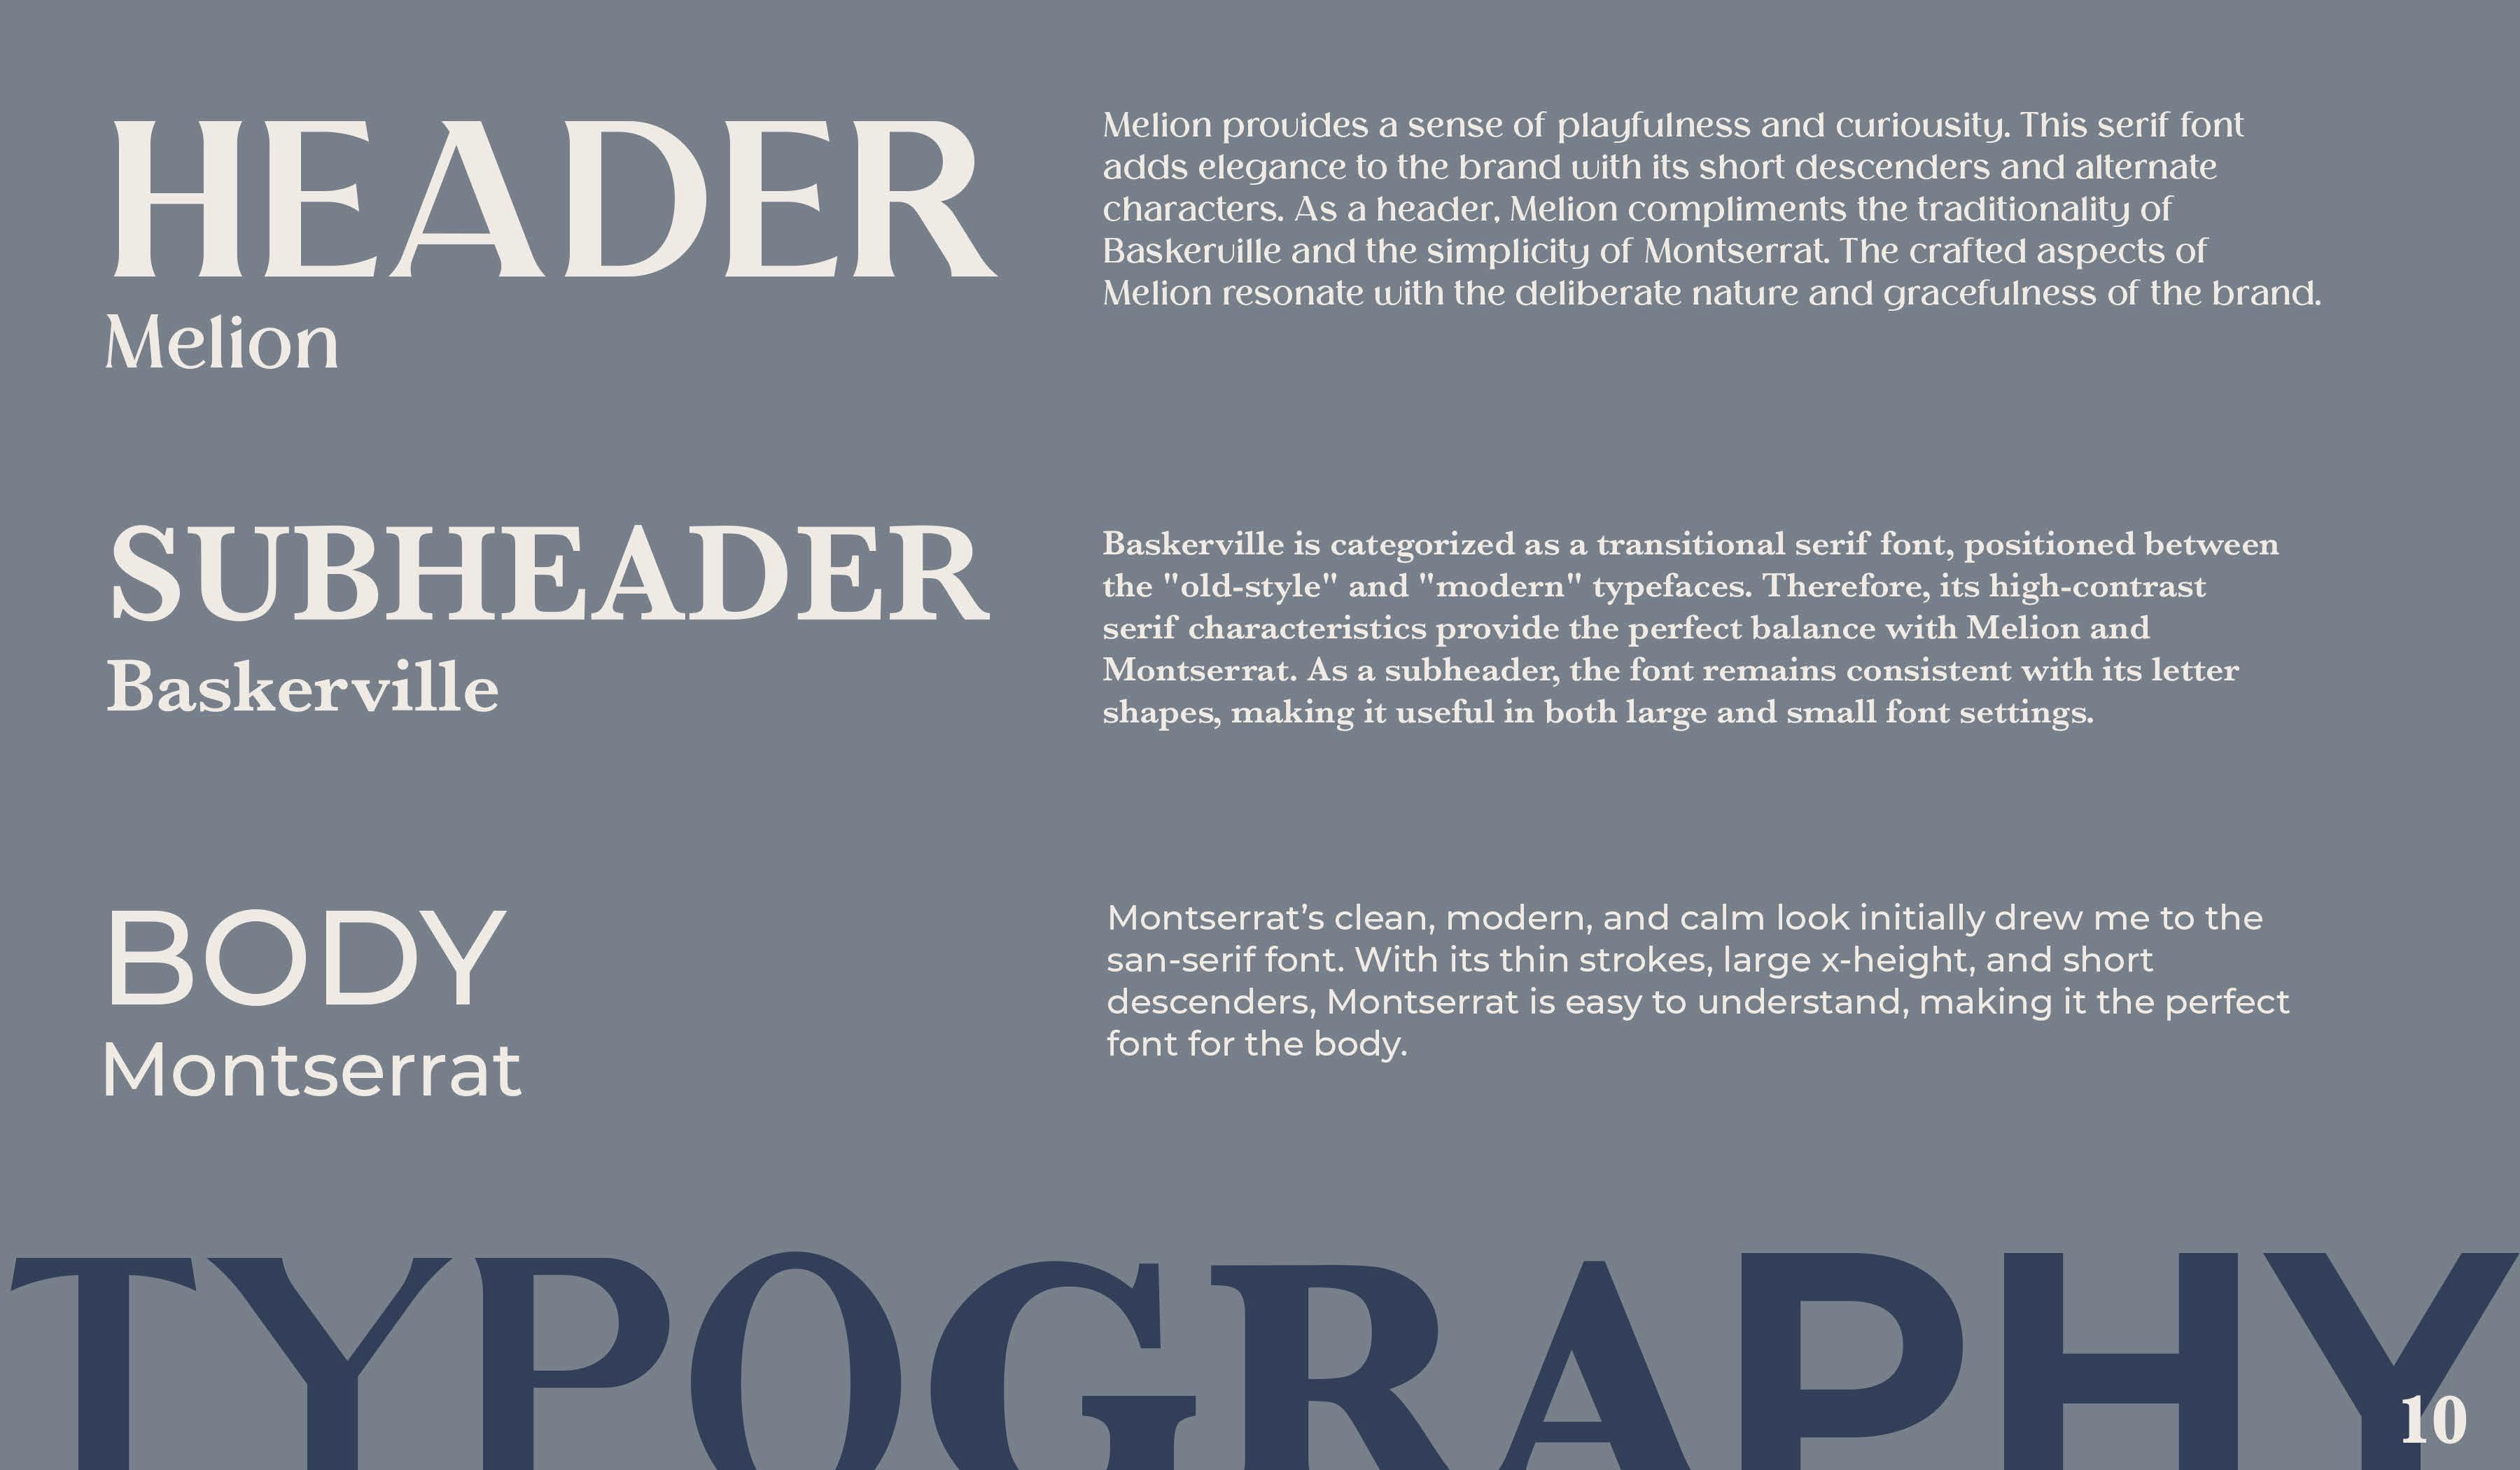 HEADER
Melion
Melion provides a sense of playfulness and curiousity. This serif font
adds elegance to the brand with its short descenders and alternate
characters. As a header, Melion compliments the traditionality of
Baskerville and the simplicity of Montserrat. The crafted aspects of
Melion resonate with the deliberate nature and gracefulness of the brand.
SUBHEADER
Baskerville
Baskerville is categorized as a transitional serif font, positioned between
the "old-style" and "modern" typefaces. Therefore, its high-contrast
serif characteristics provide the perfect balance with Melion and
Montserrat. As a subheader, the font remains consistent with its letter
shapes, making it useful in both large and small font settings.
BODY
Montserrat
Montserrat’s clean, modern, and calm look initially drew me to the
san-serif font. With its thin strokes, large x-height, and short
descenders, Montserrat is easy to understand, making it the perfect
font for the body.
TYPOGRAPHY
10